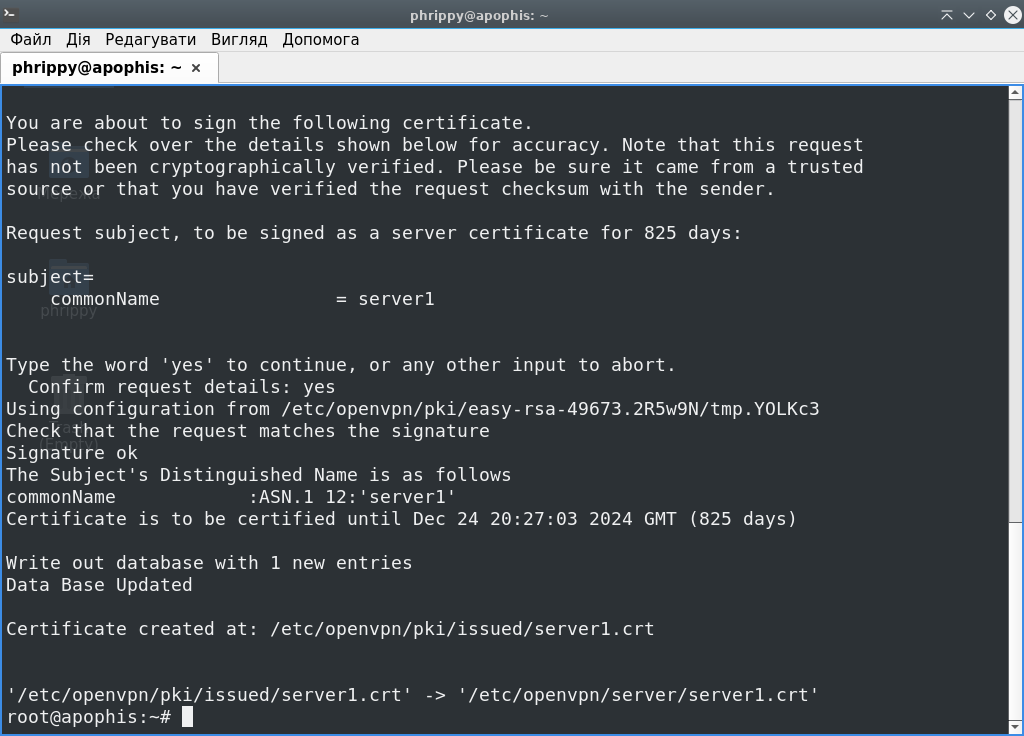 phrippy@apophis: ~
Файл Дія Редагувати Вигляд Допомога
phrippy@apophis: ~ ×
You are about to sign the following certificate.
Please check over the details shown below for accuracy. Note that this request
has not been cryptographically verified. Please be sure it came from a trusted
source or that you have verified the request checksum with the sender.
Request subject, to be signed as a server certificate for 825 days:
subject=
    commonName                = server1
Type the word 'yes' to continue, or any other input to abort.
  Confirm request details: yes
Using configuration from /etc/openvpn/pki/easy-rsa-49673.2R5w9N/tmp.YOLKc3
Check that the request matches the signature
Signature ok
The Subject's Distinguished Name is as follows
commonName            :ASN.1 12:'server1'
Certificate is to be certified until Dec 24 20:27:03 2024 GMT (825 days)
Write out database with 1 new entries
Data Base Updated
Certificate created at: /etc/openvpn/pki/issued/server1.crt
'/etc/openvpn/pki/issued/server1.crt' -> '/etc/openvpn/server/server1.crt'
root@apophis:~#
Мережа
phrippy
(Empty)